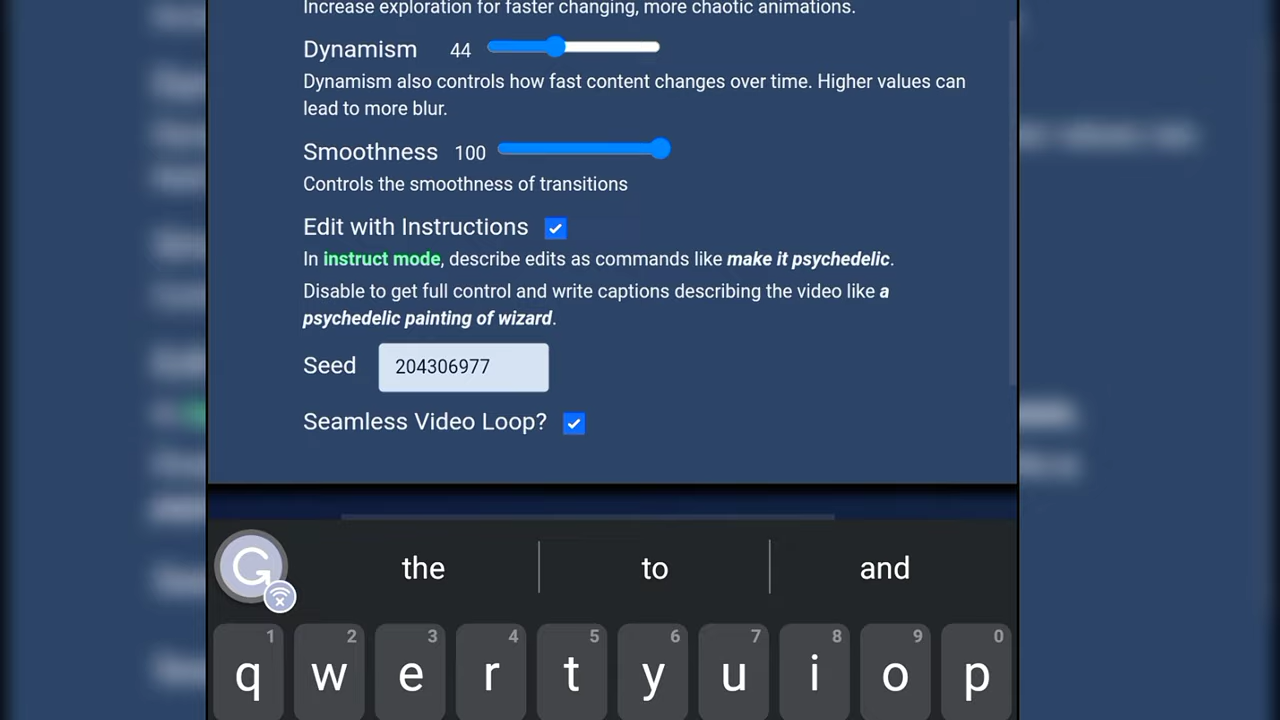 Increase exploration for faster changing, more chaotic animations.
Dynamism 44
Dynamism also controls how fast content changes over time. Higher values can
lead to more blur.
Smoothness 100
Controls the smoothness of transitions
Edit with Instructions
In instruct mode, describe edits as commands like make it psychedelic.
Disable to get full control and write captions describing the video like a
psychedelic painting of wizard.
Seed 204306977
Seamless Video Loop?
the to and
1 2 3 4 5 6 7 8 9 0
q w e r t y u i o p